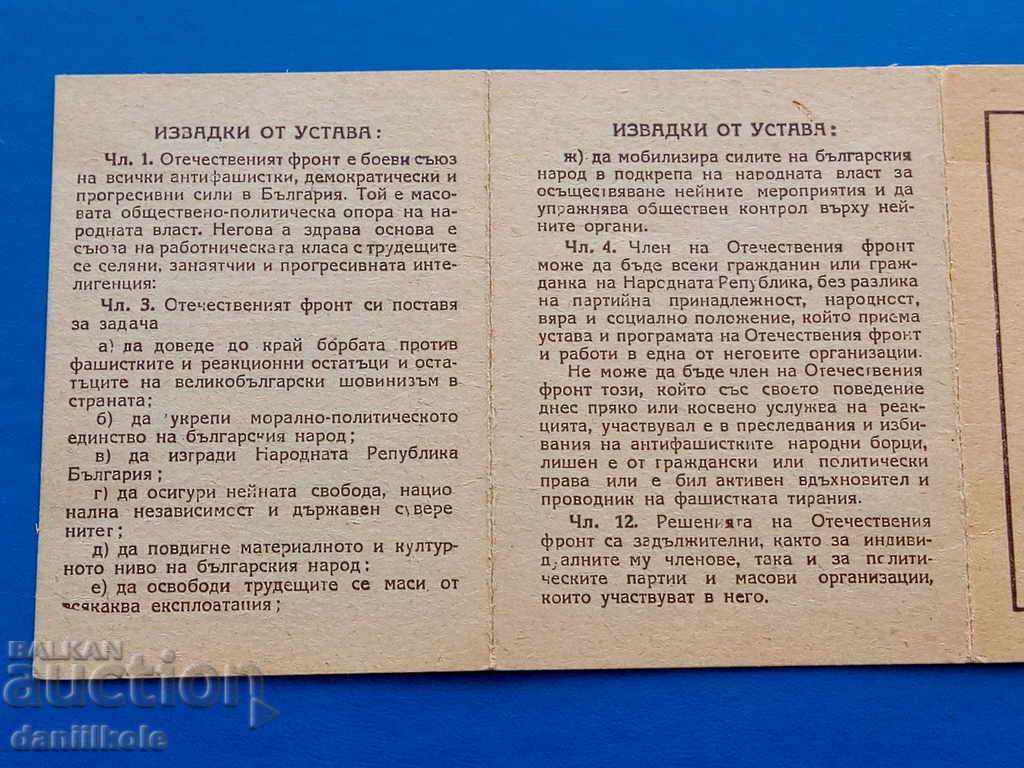 ИЗВАДКИ ОТ УСТАВА:
Чл. 1. Отечественият фронт е боеви съюз
на всички антифашистки, демократически и
прогресивни сили в България. Той е масо-
вата обществено-политическа опора на на-
родната власт. Негова а здрава основа е
съюза на работническата класа с трудещите
се селяни, занаятчии и прогресивната инте-
лигенция:
Чл. 3. Отечественият фронт си поставя
за задача
а) да доведе до край борбата против
фашистките и реакционни остатъци и оста-
тъците на великобългарски шовинизъм в
страната;
б) да укрепи морално-политическото
единство на българския народ;
в) да изгради Народната Република
България;
г) да осигури нейната свобода, нацио
нална независимост и държавен сувере
нитет;
д) да повдигне материалното и култур-
ното ниво на българския народ;
е) да освободи трудещите се маси от
всякаква експлоатация;
ИЗВАДКИ ОТ УСТАВА:
ж) да мобилизира силите на българския
народ в подкрепа на народната власт за
осъществяване нейните мероприятия и да
упражнява обществен контрол върху ней-
ните органи.
Чл. 4. Член на Отечествения фронт
може да бъде всеки гражданин или граж-
данка на Народната Република, без разлика
на партийна принадлежност, народност,
вяра и социално положение, който приема
устава и програмата на Отечествения фронт
и работи в една от неговите организации.
Не може да бъде член на Отечествения
фронт този, който със своето поведение
днес пряко или косвено услужва на реак-
цията, участвувал е в преследвания и изби-
вания на антифашистките народни борци,
лишен е от граждански или политически
права или е бил активен вдъхновител и
проводник на фашистката тирания.
Чл. 12. Решенията на Отечествения
фронт са задължителни, както за индиви-
дуалните му членове, така и за полити-
ческите партии и масови организации,
които участвуват в него.
BALKAN
auction
daniilkole